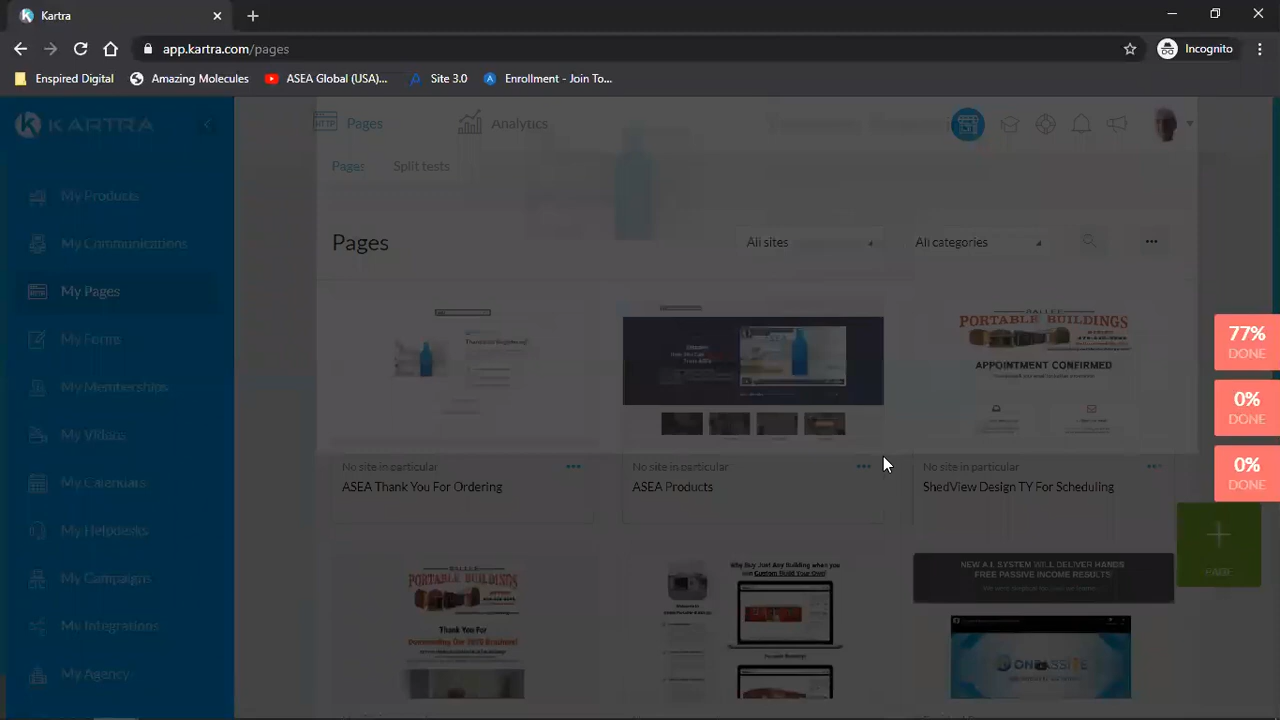 Kartra
app.kartra.com/pages
Incognito
Enspired Digital
Amazing Molecules
ASEA Global (USA)...
Site 3.0
Enrollment - Join To...
KARTRA
Pages
Analytics
Pages
Split tests
My Products
My Communications
My Pages
My Forms
My Memberships
My Videos
My Calendars
My Helpdesks
My Campaigns
My Integrations
My Agency
Pages
All sites
All categories
77%
DONE
0%
DONE
0%
DONE
Thank You
PORTABLE BUILDINGS
APPOINTMENT CONFIRMED
No site in particular
ASEA Thank You For Ordering
No site in particular
ASEA Products
No site in particular
ShedView Design TY For Scheduling
PAGE
PORTABLE BUILDINGS
Thank You For
Why Buy Just Any Building when you
can Custom Build Your Own!
NEW A.I. SYSTEM WILL DELIVER HANDS
FREE PASSIVE INCOME RESULTS!